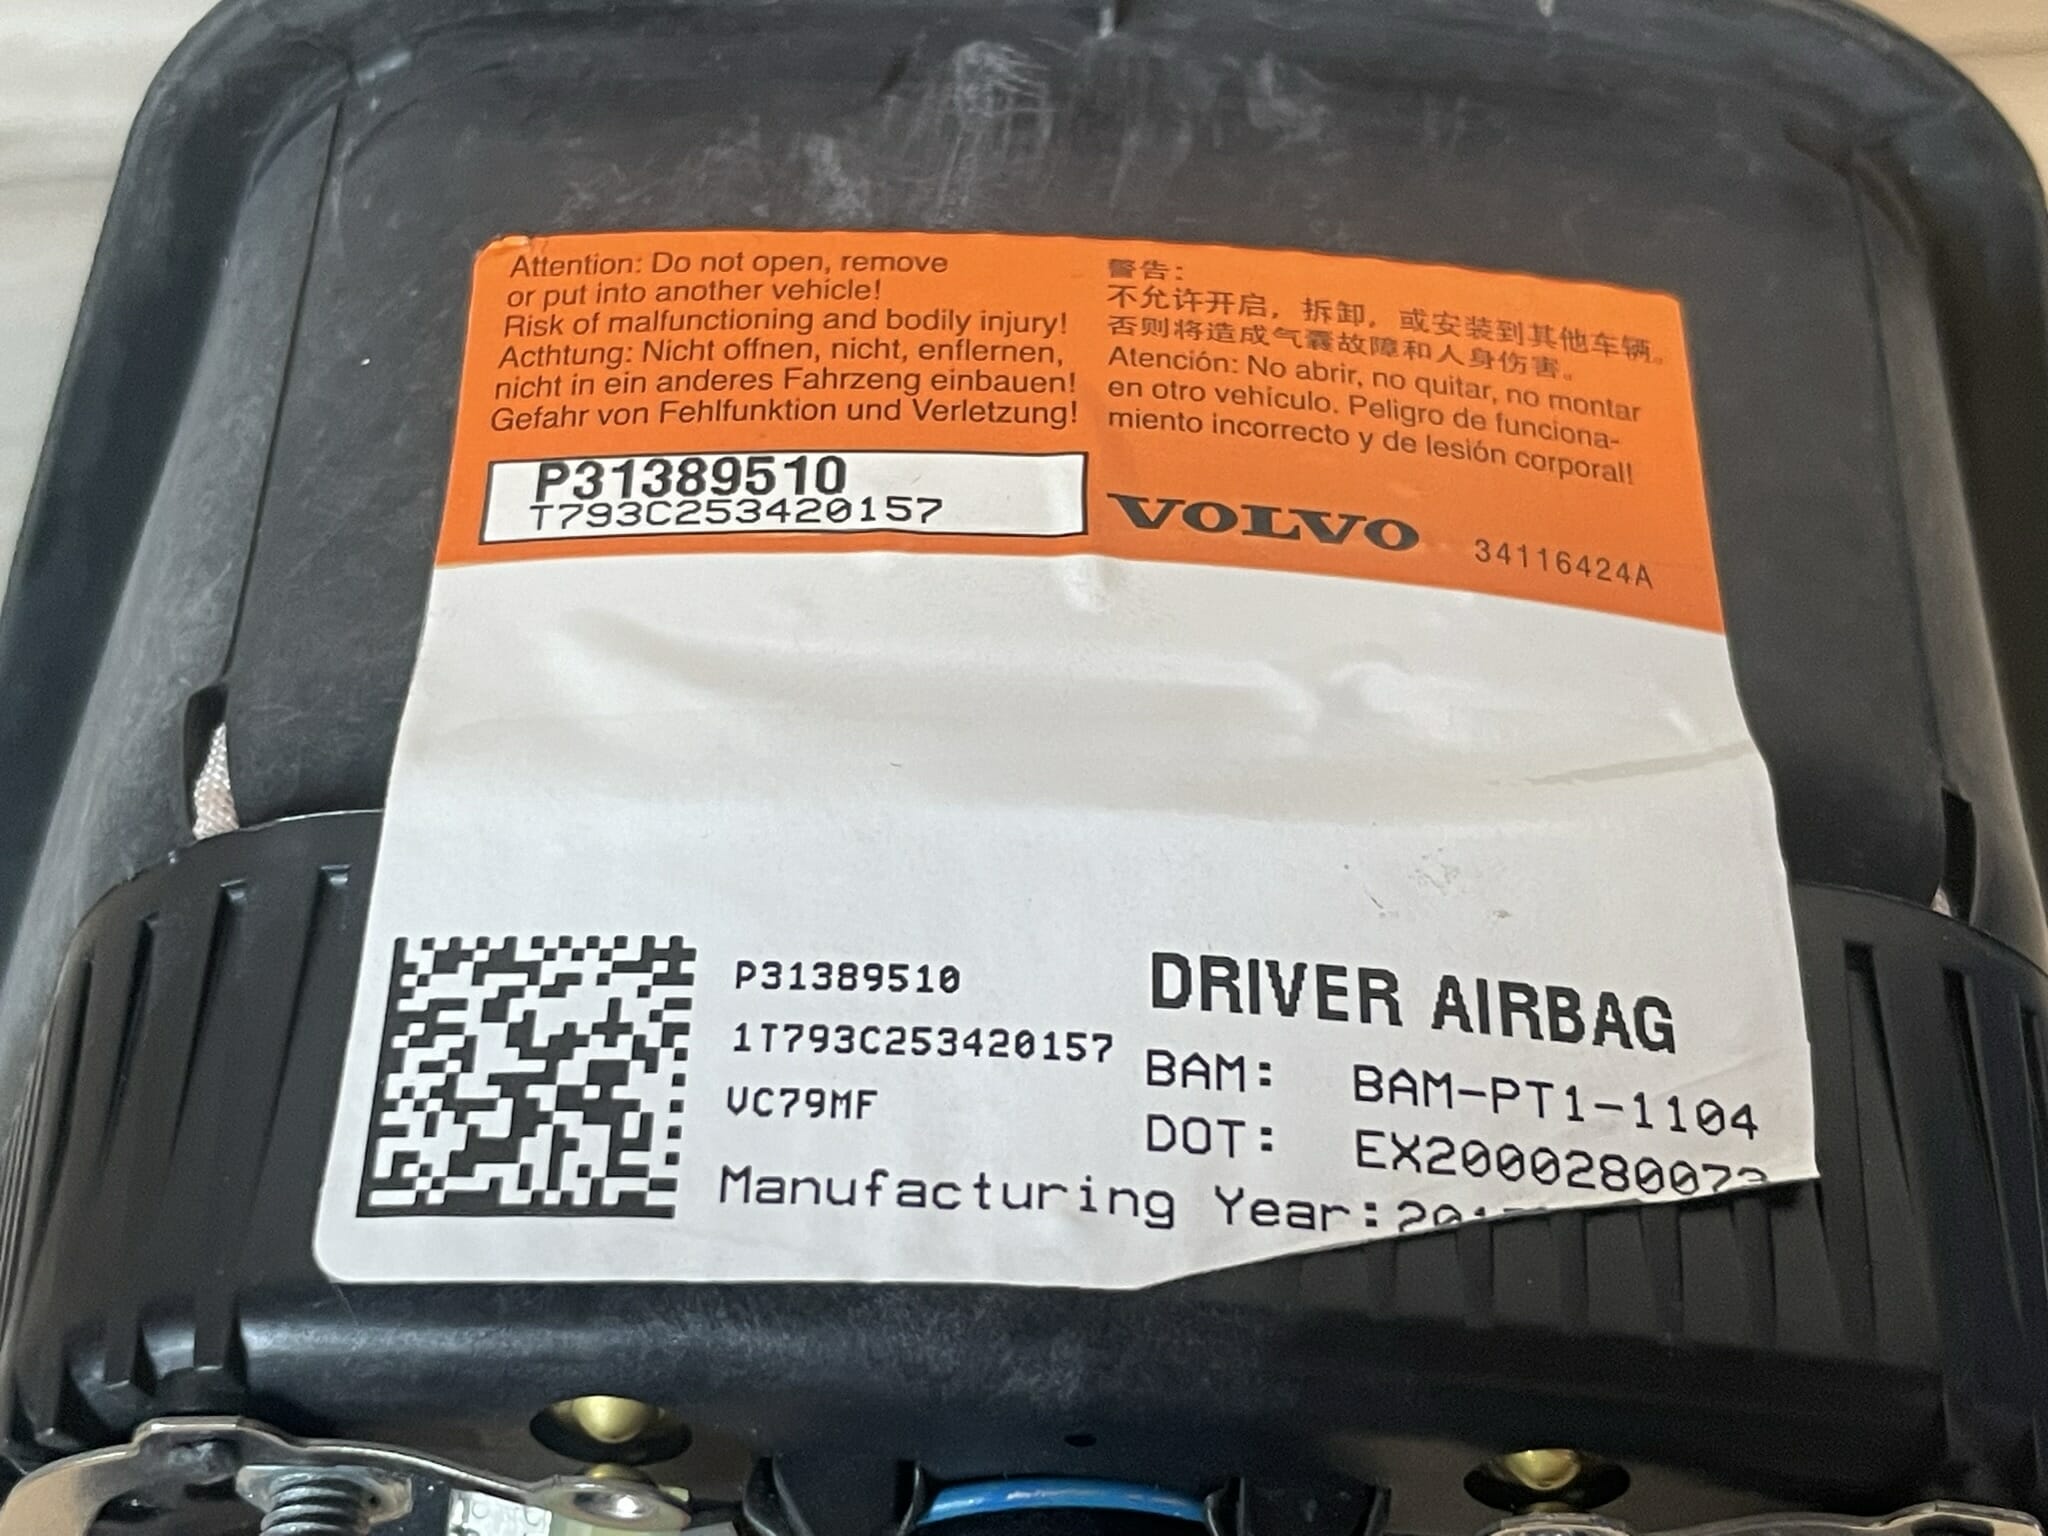 Attention: Do not open, remove
or put into another vehicle!
Risk of malfunctioning and bodily injury!
Acthtung: Nicht offnen, nicht, enflernen,
nicht in ein anderes Fahrzeng einbauen!
Gefahr von Fehlfunktion und Verletzung!
P31389510
T793C253420157
警告：
不允许开启，拆卸，或安装到其他车辆。
否则将造成气囊故障和人身伤害。
Atención: No abrir, no quitar, no montar
en otro vehículo. Peligro de funciona-
miento incorrecto y de lesión corporal!
VOLVO
34116424A
P31389510
1T793C253420157
VC79MF
DRIVER AIRBAG
BAM: BAM-PT1-1104
DOT:
Manufacturing Year: